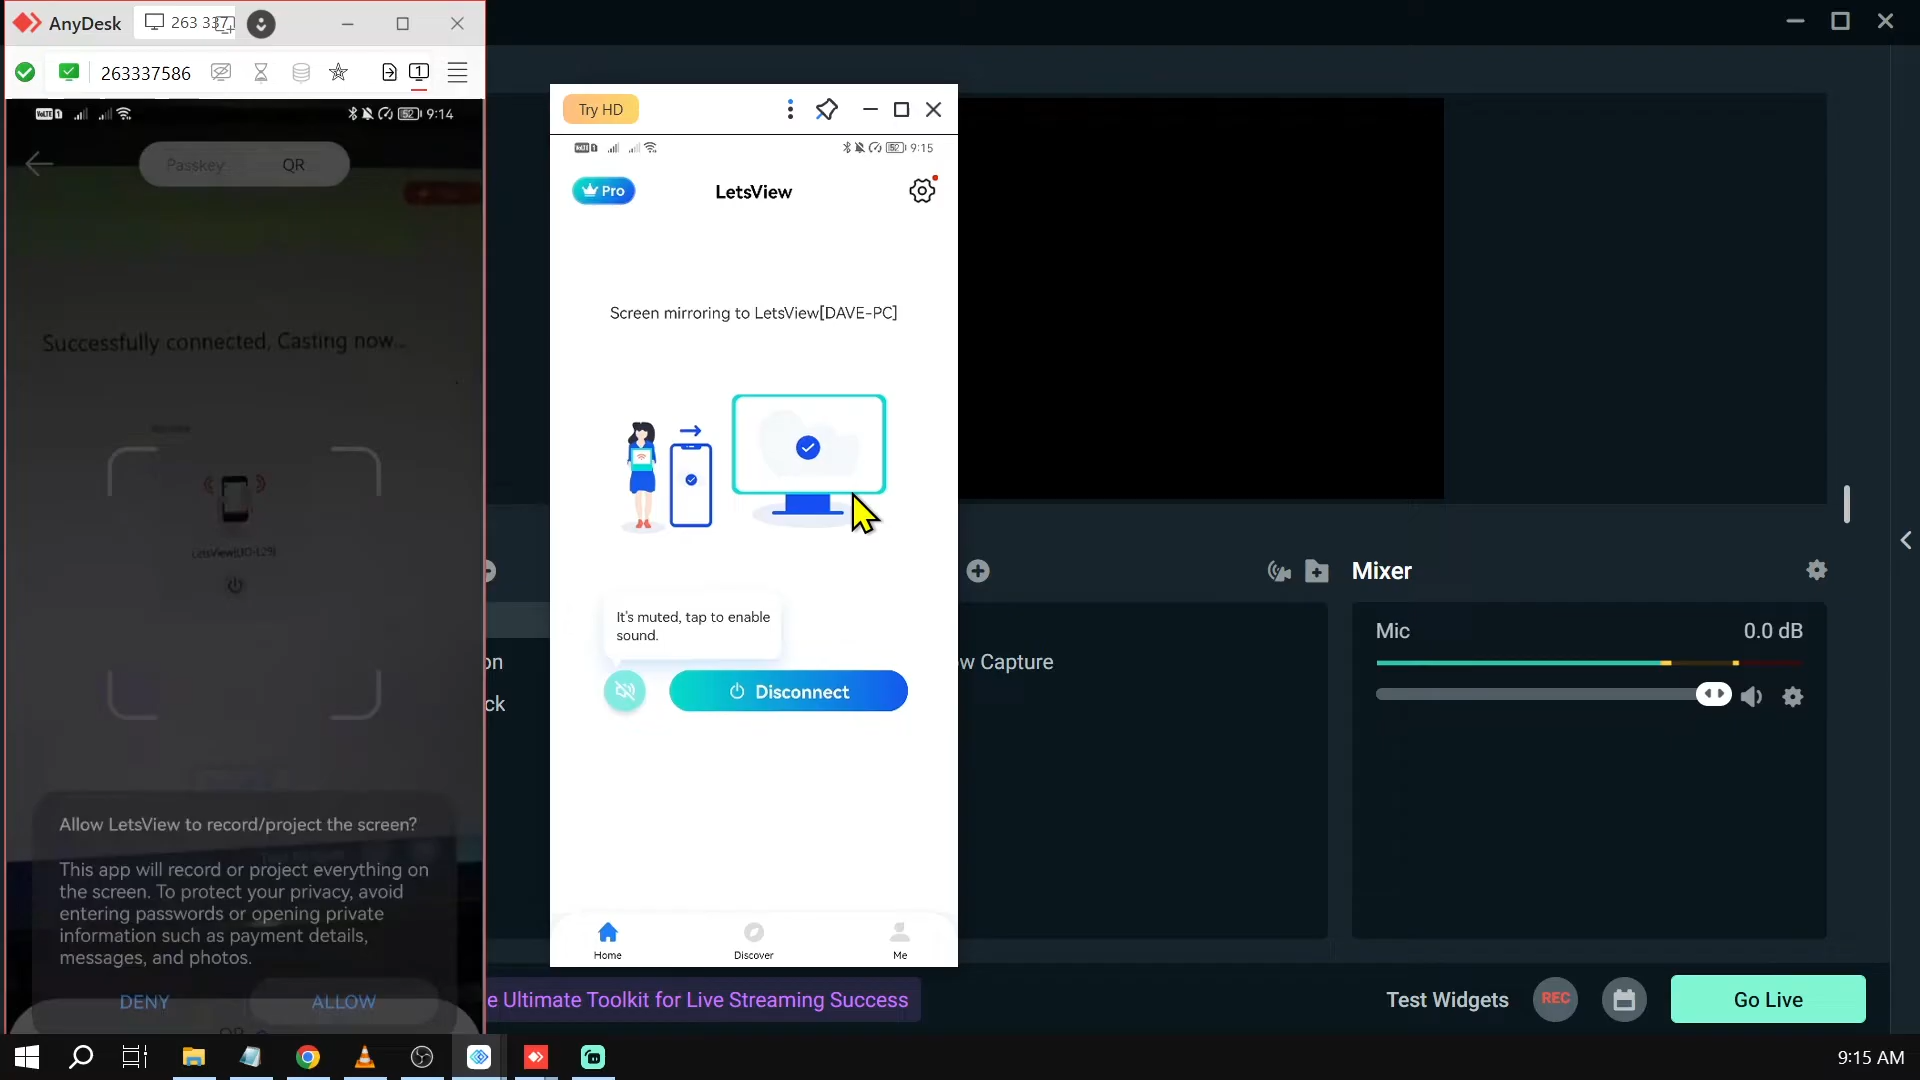 AnyDesk
263 337
263337586
1
9:14
Passkey
QR
Successfully connected, Casting now...
Allow LetsView to record/project the screen?
This app will record or project everything on
the screen. To protect your privacy, avoid
entering passwords or opening private
information such as payment details,
messages, and photos.
DENY
ALLOW
Try HD
52
9:15
Pro
LetsView
Screen mirroring to LetsView[DAVE-PC]
It's muted, tap to enable
sound.
Disconnect
Home
Discover
Me
on
ck
w Capture
Mixer
Mic
0.0 dB
e Ultimate Toolkit for Live Streaming Success
Test Widgets
REC
Go Live
9:15 AM